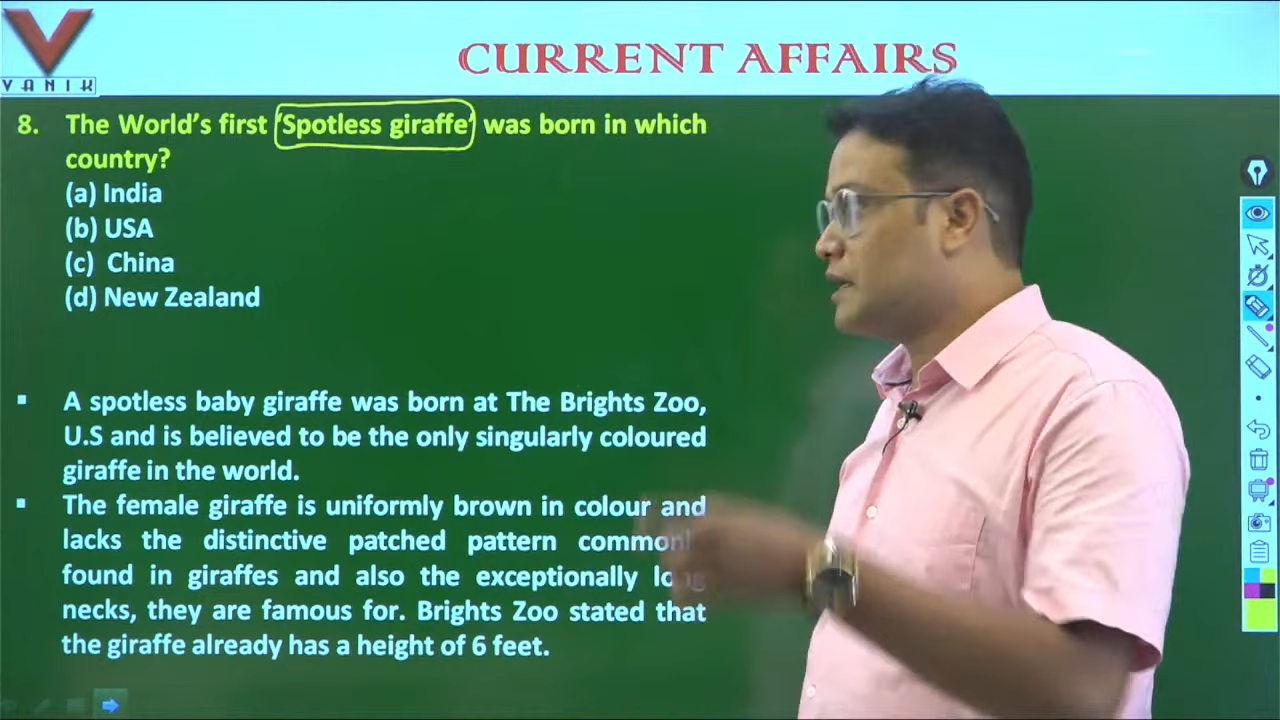 VANIK
CURRENT AFFAIRS
8. The World's first 'Spotless giraffe' was born in which
country?
(a) India
(b) USA
(c) China
(d) New Zealand
▪ A spotless baby giraffe was born at The Brights Zoo,
U.S and is believed to be the only singularly coloured
giraffe in the world.
▪ The female giraffe is uniformly brown in colour and
lacks the distinctive patched pattern commonly
found in giraffes and also the exceptionally long
necks, they are famous for. Brights Zoo stated that
the giraffe already has a height of 6 feet.